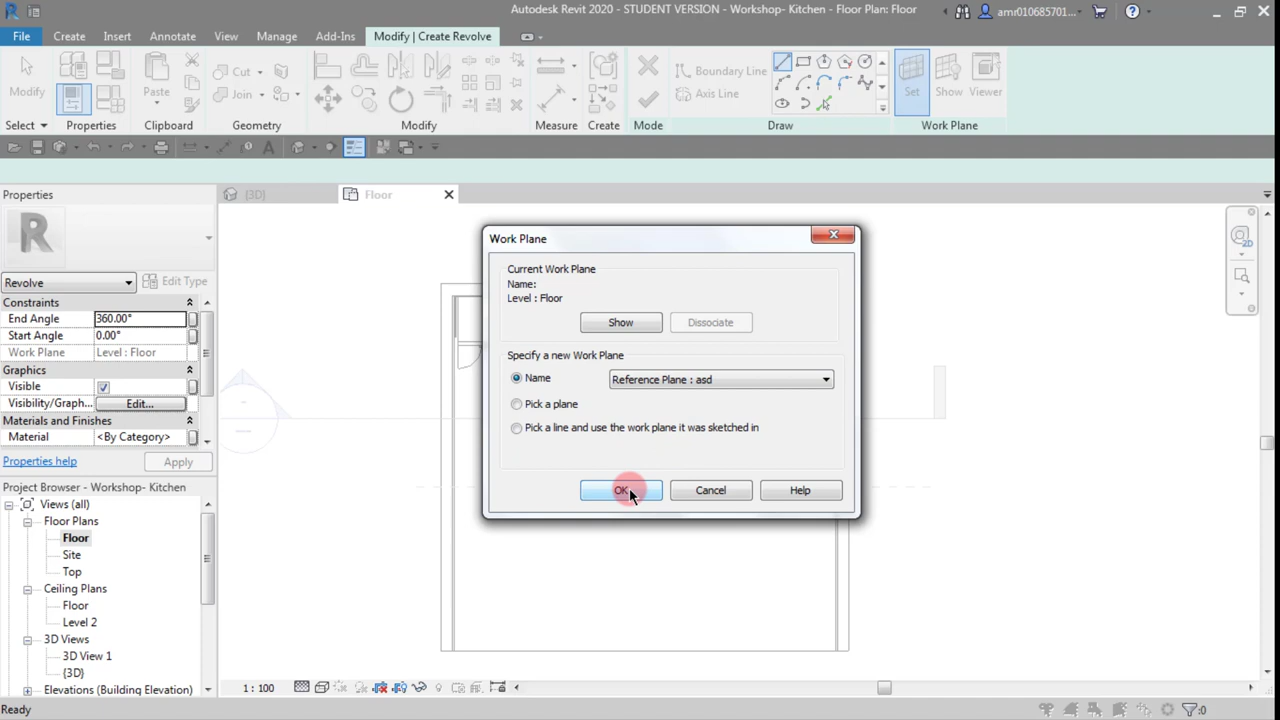 Autodesk Revit 2020 - STUDENT VERSION - Workshop- Kitchen - Floor Plan: Floor
amr010685701...
File Create Insert Annotate View Manage Add-Ins Modify | Create Revolve
Modify
Paste
Cut
Join
Boundary Line
Axis Line
Set
Show
Viewer
Select Properties Clipboard Geometry Modify Measure Create Mode Draw Work Plane
Properties
{3D}
Floor
Revolve
Edit Type
Constraints
End Angle 360.00°
Start Angle 0.00°
Work Plane Level : Floor
Graphics
Visible
Visibility/Graph... Edit...
Materials and Finishes
Material <By Category>
Properties help
Apply
Project Browser - Workshop- Kitchen
Views (all)
Floor Plans
Floor
Site
Top
Ceiling Plans
Floor
Level 2
3D Views
3D View 1
{3D}
Elevations (Building Elevation)
Work Plane
Current Work Plane
Name:
Level : Floor
Show
Dissociate
Specify a new Work Plane
Name
Reference Plane : asd
Pick a plane
Pick a line and use the work plane it was sketched in
OK
Cancel
Help
2D
1 : 100
Ready
:0